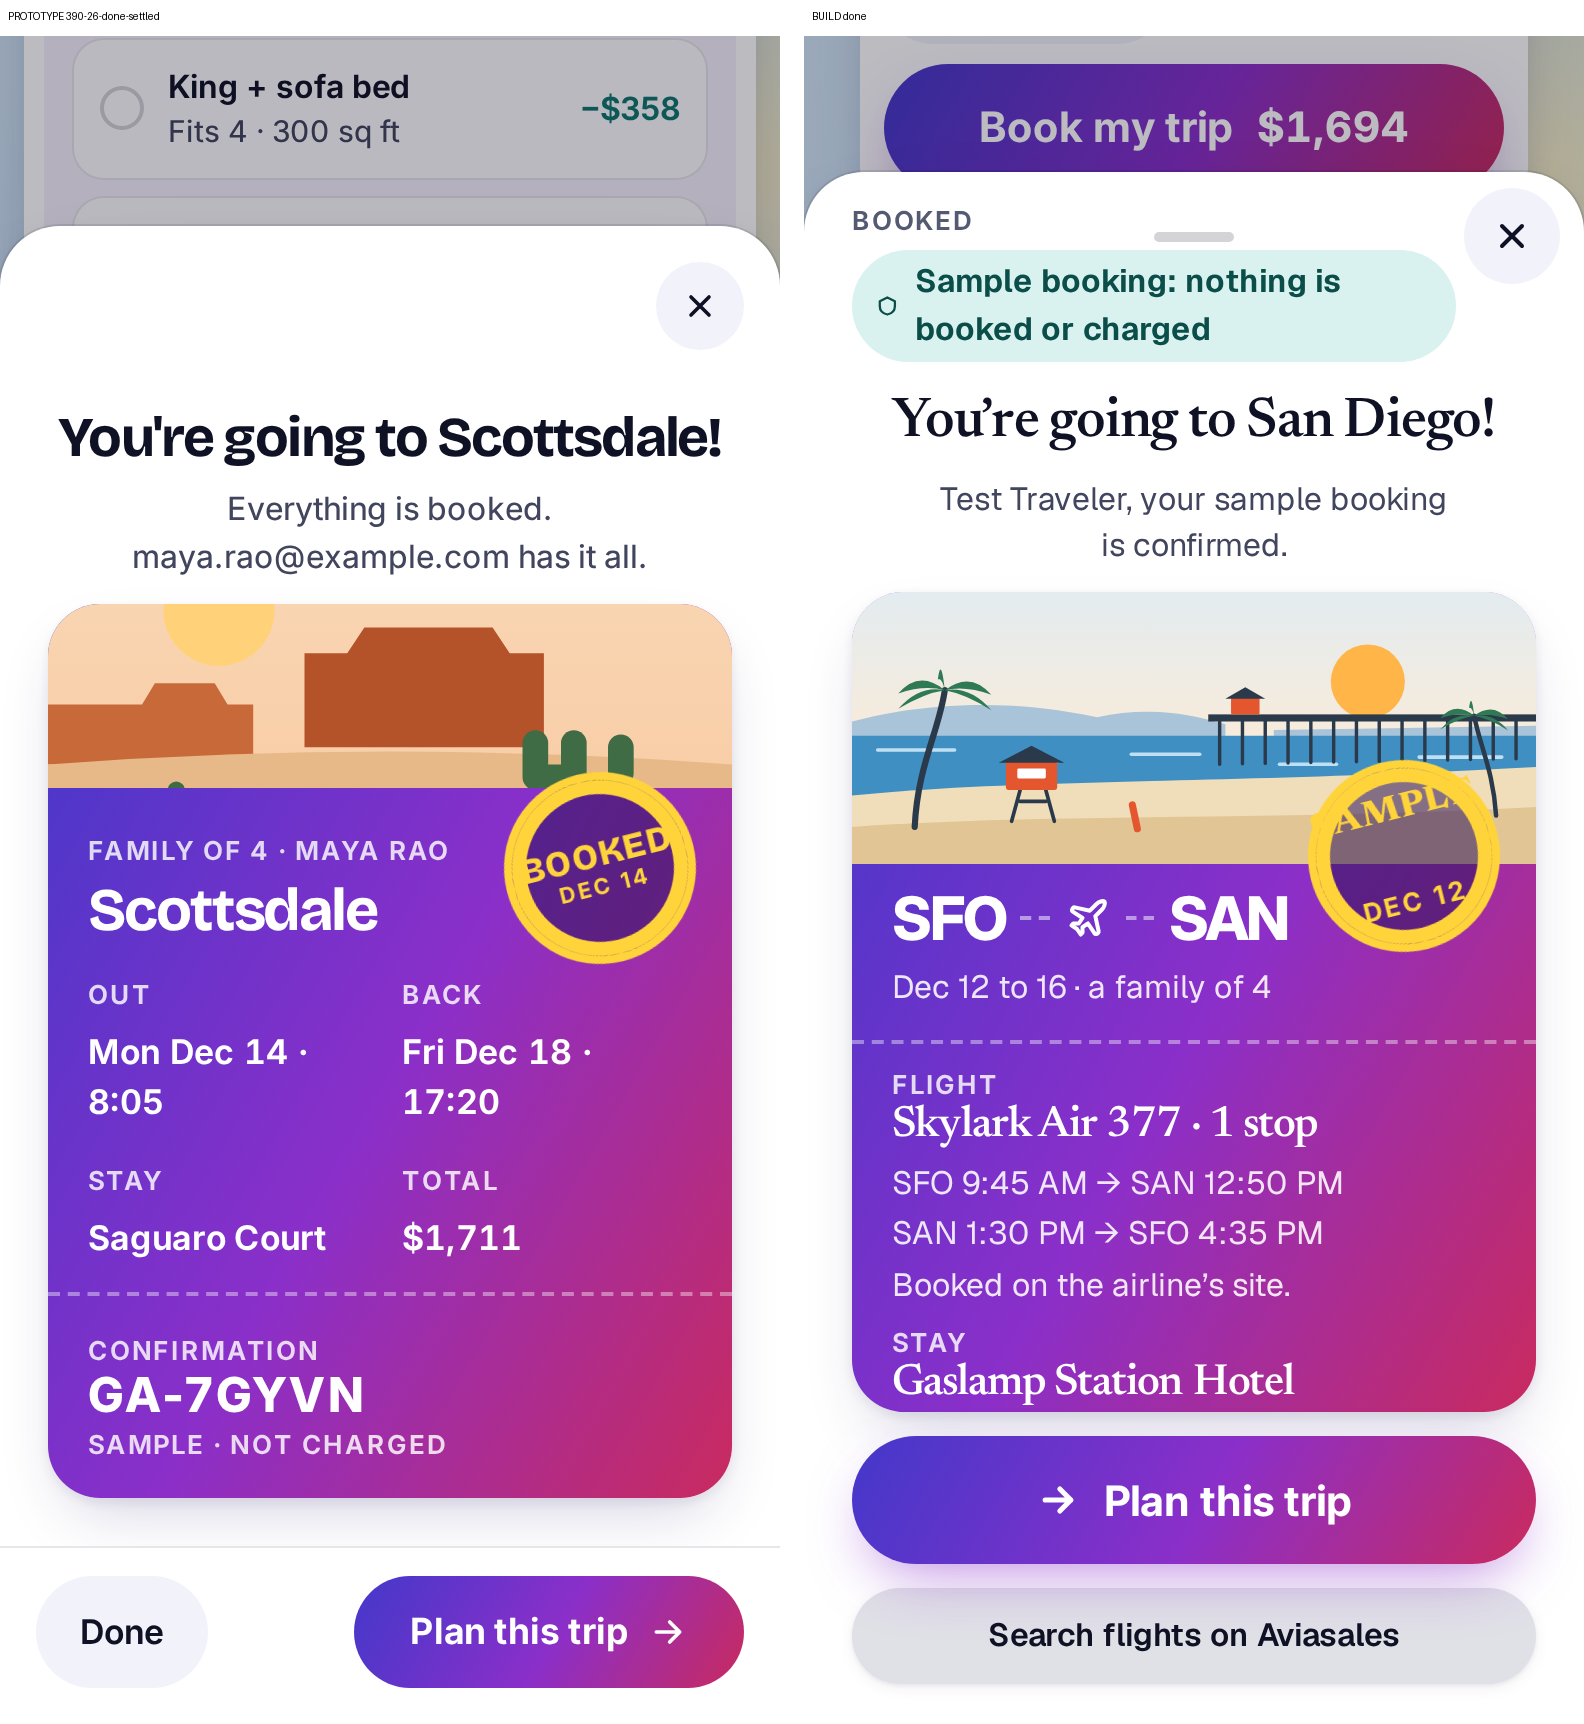 PROTOTYPE 390-26-done-settled
King + sofa bed
Fits 4 · 300 sq ft
−$358
You're going to Scottsdale!
Everything is booked.
maya.rao@example.com has it all.
FAMILY OF 4 · MAYA RAO
Scottsdale
BOOKED
DEC 14
OUT
Mon Dec 14 ·
8:05
BACK
Fri Dec 18 ·
17:20
STAY
Saguaro Court
TOTAL
$1,711
CONFIRMATION
GA-7GYVN
SAMPLE · NOT CHARGED
Done
Plan this trip →
BUILD done
Book my trip $1,694
BOOKED
Sample booking: nothing is
booked or charged
You’re going to San Diego!
Test Traveler, your sample booking
is confirmed.
AMPL
DEC 12
SFO -- -- SAN
Dec 12 to 16 · a family of 4
FLIGHT
Skylark Air 377 · 1 stop
SFO 9:45 AM → SAN 12:50 PM
SAN 1:30 PM → SFO 4:35 PM
Booked on the airline’s site.
STAY
Gaslamp Station Hotel
→ Plan this trip
Search flights on Aviasales